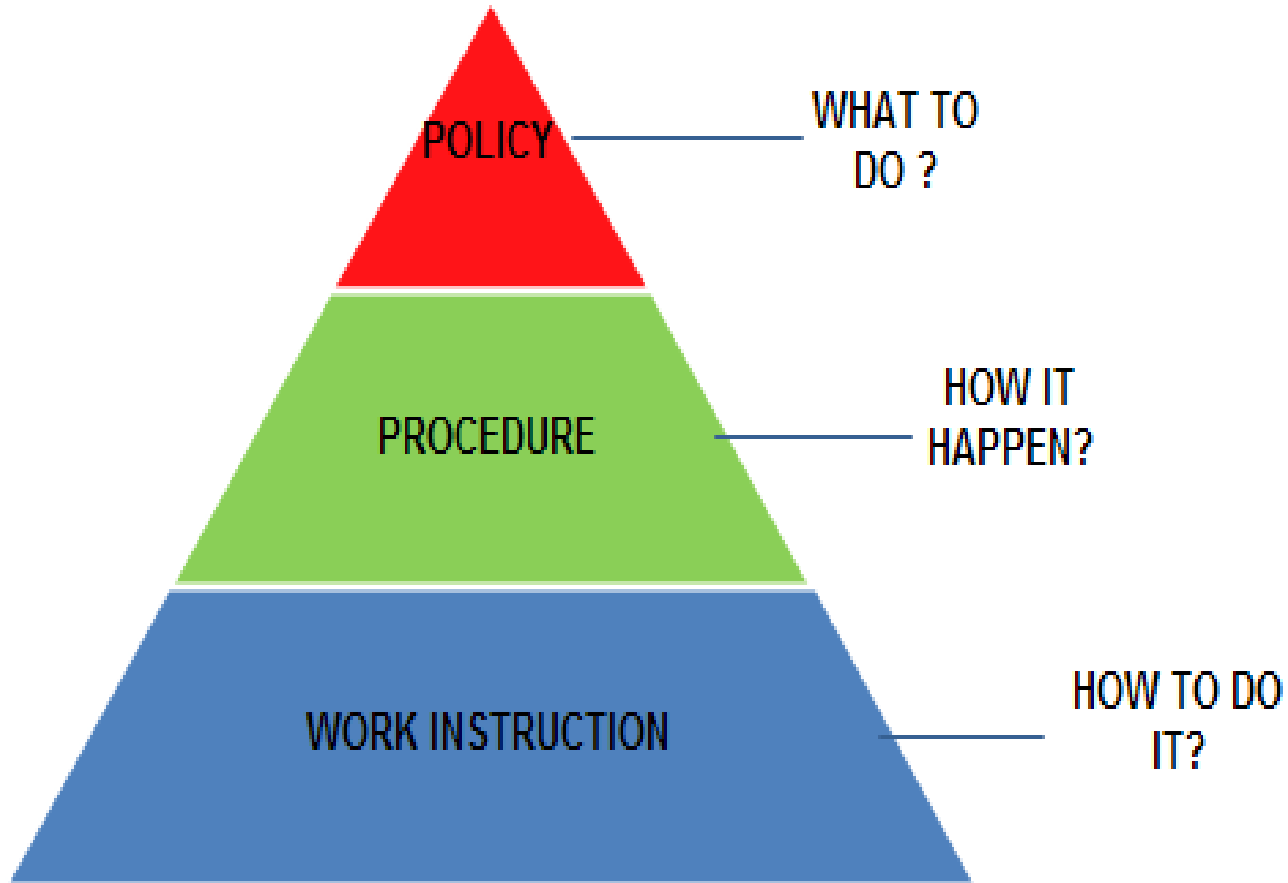 POLICY
WHAT TO
DO ?
PROCEDURE
HOW IT
HAPPEN?
WORK INSTRUCTION
HOW TO DO
IT?